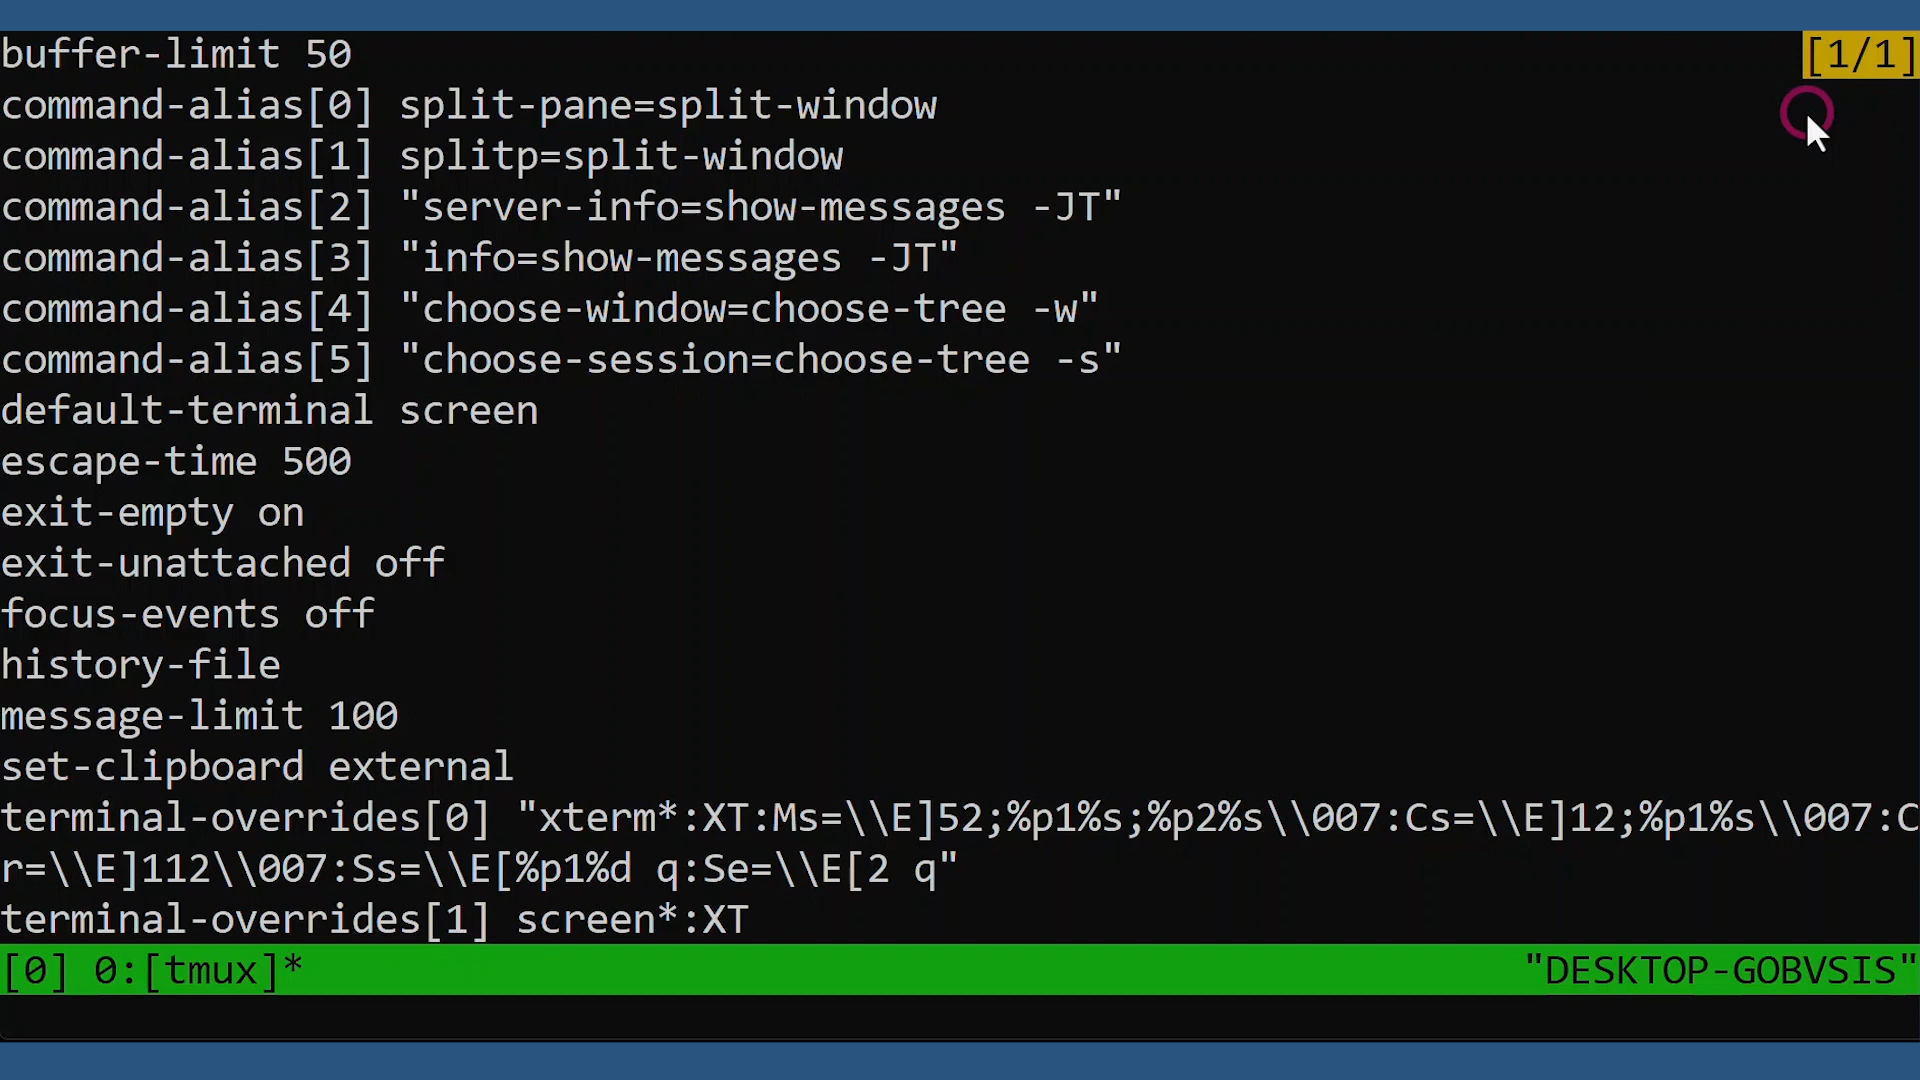 buffer-limit 50 [1/1]
command-alias[0] split-pane=split-window
command-alias[1] splitp=split-window
command-alias[2] "server-info=show-messages -JT"
command-alias[3] "info=show-messages -JT"
command-alias[4] "choose-window=choose-tree -w"
command-alias[5] "choose-session=choose-tree -s"
default-terminal screen
escape-time 500
exit-empty on
exit-unattached off
focus-events off
history-file
message-limit 100
set-clipboard external
terminal-overrides[0] "xterm*:XT:Ms=\\E]52;%p1%s;%p2%s\\007:Cs=\\E]12;%p1%s\\007:C
r=\\E]112\\007:Ss=\\E[%p1%d q:Se=\\E[2 q"
terminal-overrides[1] screen*:XT
[0] 0:[tmux]* "DESKTOP-GOBVSIS"